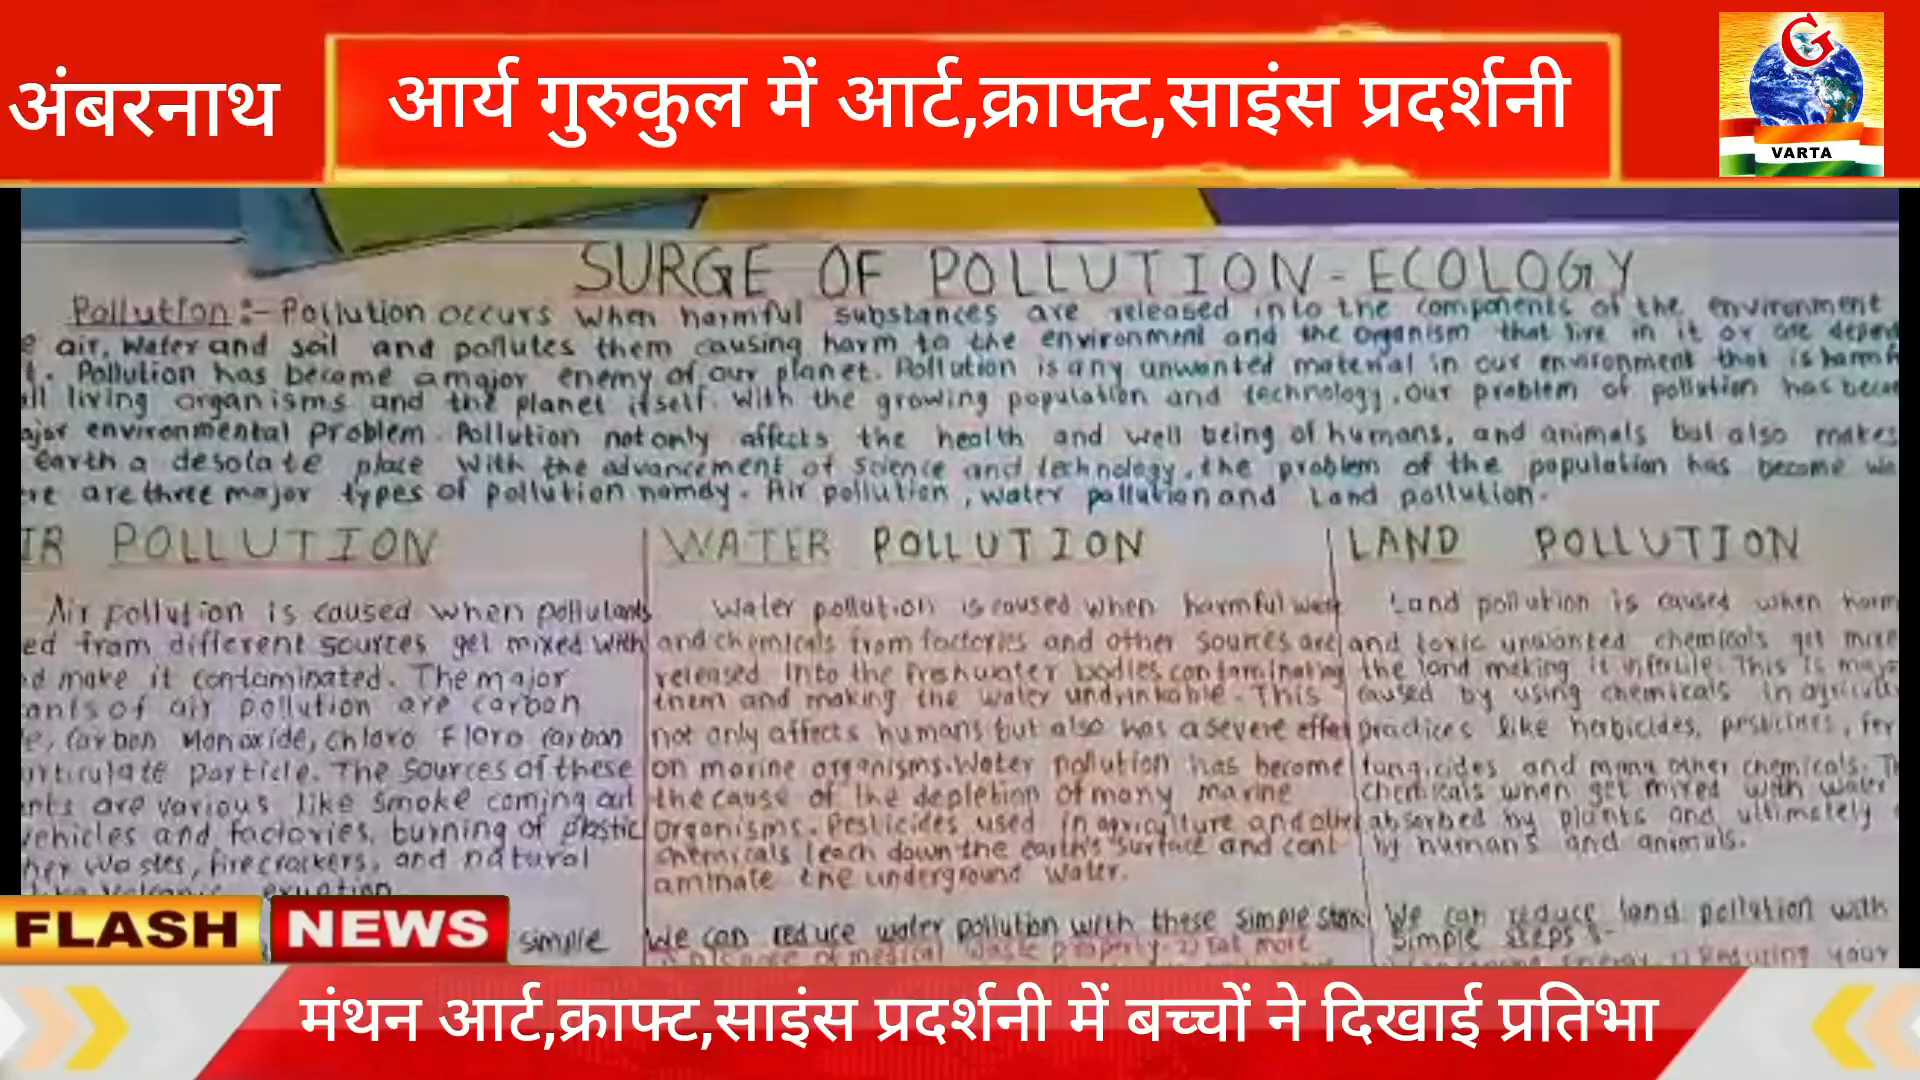 अंबरनाथ
आर्य गुरुकुल में आर्ट,क्राफ्ट,साइंस प्रदर्शनी
G
VARTA
SURGE OF POLLUTION - ECOLOGY
Pollution:- Pollution occurs when harmful substances are released into the components of the environment
air, water and soil and pollutes them causing harm to the environment and the organism that live in it or are
Pollution has become a major enemy of our planet. Pollution is any unwanted material in our environment that is
living organisms and the planet itself. With the growing population and technology, our problem of pollution has
environmental problem. Pollution not only affects the health and well being of humans, and animals but also makes
earth a desolate place with the advancement of science and technology, the problem of the population has become
are three major types of pollution namely. Air pollution, water pollution and Land pollution.
POLLUTION
Air pollution is caused when pollutants
from different sources get mixed with
make it contaminated. The major
of air pollution are carbon
Carbon Monoxide, chloro Floro carbon
particle. The sources of these
are various like smoke coming out
vehicles and factories, burning of plastic
wastes, firecrackers, and natural
eruption.
simple
WATER POLLUTION
Water pollution is caused when harmful
and chemicals from factories and other sources are
released into the freshwater bodies contaminating
them and making the water undrinkable. This
not only affects humans but also has a severe effet
on marine organisms. Water pollution has become
the cause of the depletion of many marine
organisms. Pesticides used in agriculture and
chemicals leach down the earth's surface and cont
aminate the underground water.
We can reduce water pollution with these simple
of medical waste properly. 2) Eat more
LAND POLLUTION
Land pollution is caused when
and toxic unwanted chemicals get
the land making it infertile. This is
caused by using chemicals in
practices like herbicides,
fungicides and many other chemicals.
chemicals when get mixed with water
absorbed by plants and ultimately
by humans and animals.
We can reduce land pollution with
simple steps :-
Energy. 2) Reducing your
FLASH NEWS
मंथन आर्ट,क्राफ्ट,साइंस प्रदर्शनी में बच्चों ने दिखाई प्रतिभा